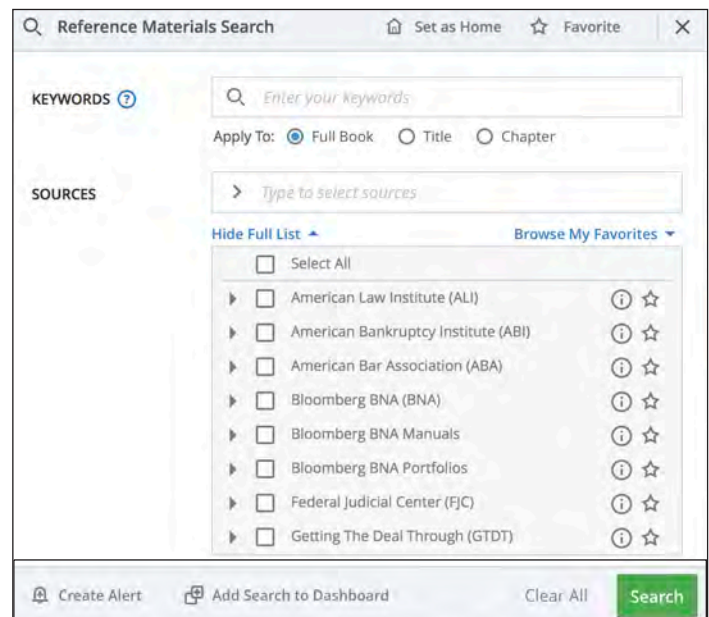 Reference Materials Search Set as Home Favorite
KEYWORDS ? Enter your keywords
Apply To: Full Book Title Chapter
SOURCES Type to select sources
Hide Full List Browse My Favorites
Select All
American Law Institute (ALI)
American Bankruptcy Institute (ABI)
American Bar Association (ABA)
Bloomberg BNA (BNA)
Bloomberg BNA Manuals
Bloomberg BNA Portfolios
Federal Judicial Center (FJC)
Getting The Deal Through (GTDT)
Create Alert Add Search to Dashboard Clear All Search